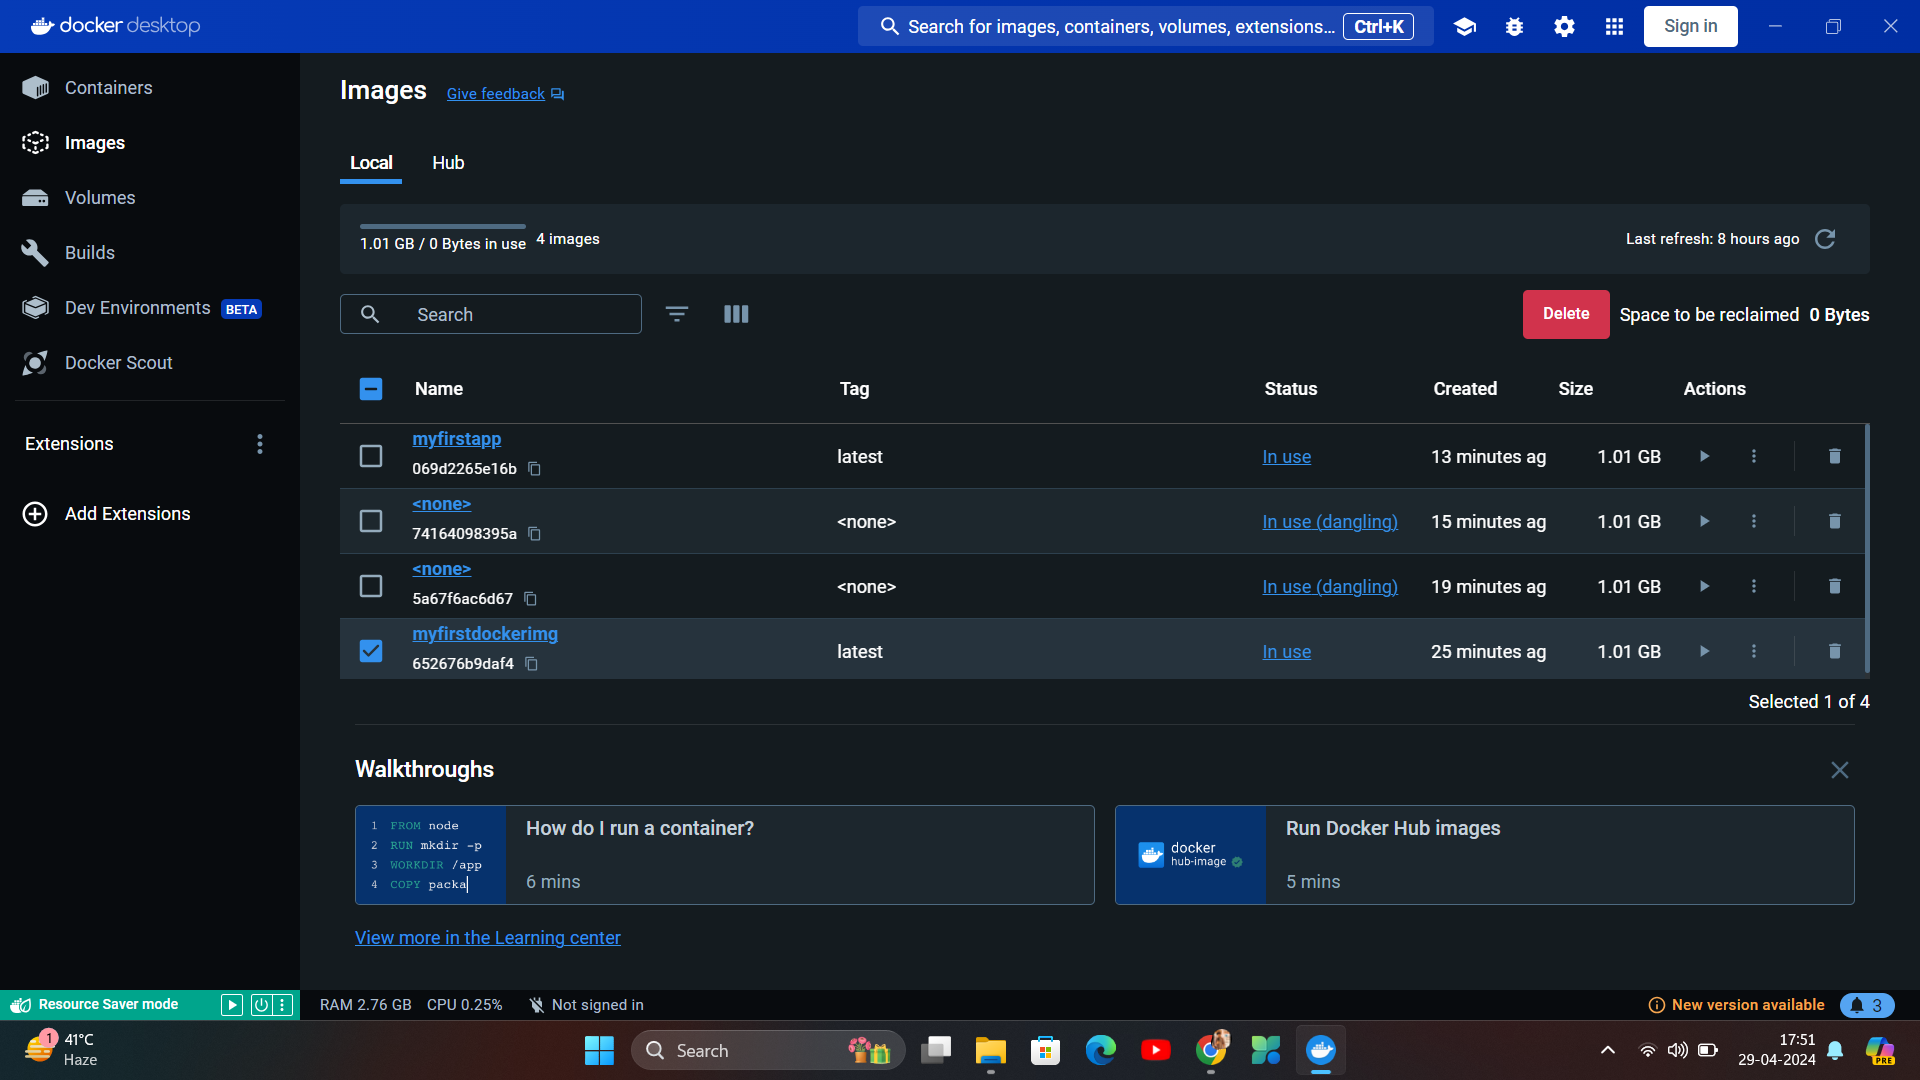 docker desktop
Search for images, containers, volumes, extensions... Ctrl+K
Sign in
Containers
Images
Volumes
Builds
Dev Environments BETA
Docker Scout
Extensions
Add Extensions
Images Give feedback
Local Hub
1.01 GB / 0 Bytes in use 4 images
Last refresh: 8 hours ago
Search
Delete Space to be reclaimed 0 Bytes
Name Tag Status Created Size Actions
myfirstapp
069d2265e16b latest In use 13 minutes ag 1.01 GB
<none>
74164098395a <none> In use (dangling) 15 minutes ag 1.01 GB
<none>
5a67f6ac6d67 <none> In use (dangling) 19 minutes ag 1.01 GB
myfirstdockerimg
652676b9daf4 latest In use 25 minutes ag 1.01 GB
Selected 1 of 4
Walkthroughs
1 FROM node
2 RUN mkdir -p
3 WORKDIR /app
4 COPY packa
How do I run a container?
6 mins
docker
hub-image
Run Docker Hub images
5 mins
View more in the Learning center
Resource Saver mode
RAM 2.76 GB CPU 0.25% Not signed in
New version available 3
1
41°C
Haze
Search
17:51
29-04-2024
PRE